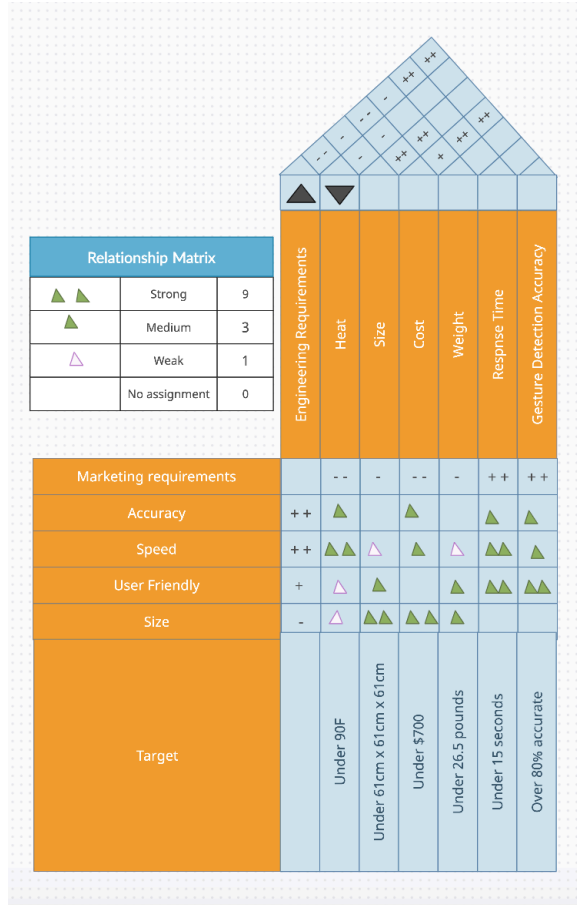 ++
++
-
++
- -
++
-
++
++
- -
-
++
+
Relationship Matrix
Strong 9
Medium 3
Weak 1
No assignment 0
Engineering Requirements
Heat
Size
Cost
Weight
Respnse Time
Gesture Detection Accuracy
Marketing requirements - - - - - - + + + +
Accuracy + +
Speed + +
User Friendly +
Size -
Target
Under 90F
Under 61cm x 61cm x 61cm
Under $700
Under 26.5 pounds
Under 15 seconds
Over 80% accurate